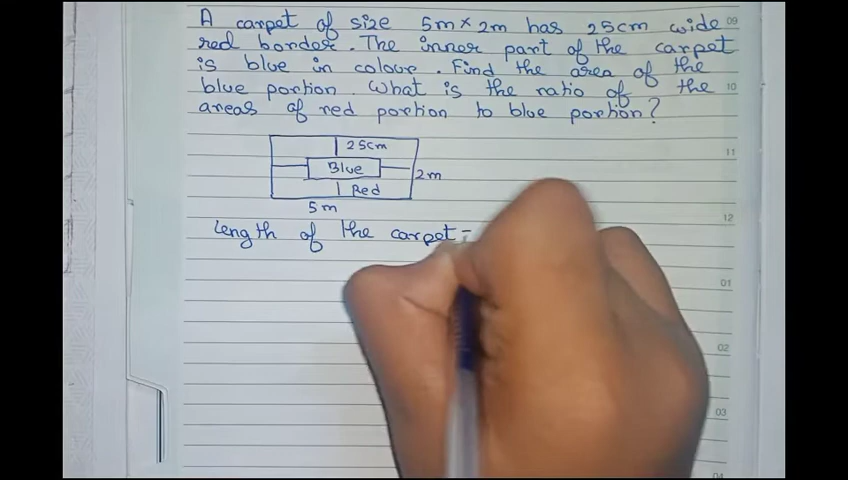 A carpet of size 5m × 2m has 25cm wide
red border. The inner part of the carpet
is blue in colour. Find the area of the
blue portion. What is the ratio of the
areas of red portion to blue portion?
25cm
Blue
2m
Red
5m
Length of the carpet =
09
10
11
12
01
02
03
04